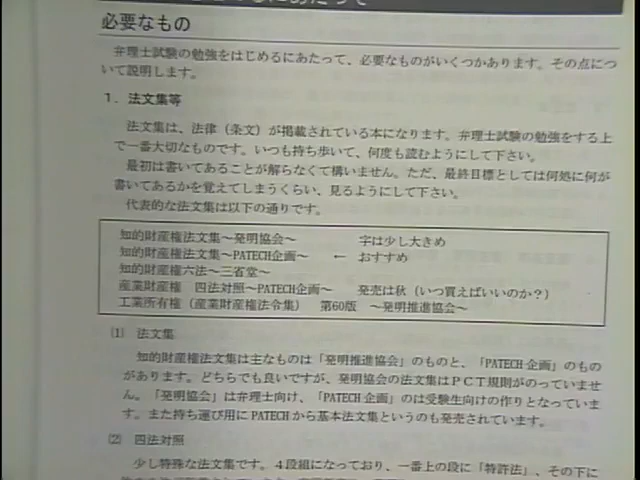 にあたって
必要なもの
弁理士試験の勉強をはじめるにあたって、必要なものがいくつかあります。その点につ
いて説明します。
1．法文集等
法文集は、法律（条文）が掲載されている本になります。弁理士試験の勉強をする上
で一番大切なものです。いつも持ち歩いて、何度も読むようにして下さい。
最初は書いてあることが解らなくて構いません。ただ、最終目標としては何処に何が
書いてあるかを覚えてしまうくらい、見るようにして下さい。
代表的な法文集は以下の通りです。
知的財産権法文集～発明協会～　字は少し大きめ
知的財産権法文集～PATECH企画～　←　おすすめ
知的財産権六法～三省堂～
産業財産権　四法対照～PATECH企画～　発売は秋（いつ買えばいいのか？）
工業所有権（産業財産権法令集）　第60版　～発明推進協会～
⑴　法文集
知的財産権法文集は主なものは「発明推進協会」のものと、「PATECH企画」のもの
があります。どちらでも良いですが、発明協会の法文集はＰＣＴ規則がのっていませ
ん。「発明協会」は弁理士向け、「PATECH企画」のは受験生向けの作りとなっていま
す。また持ち運び用にPATECHから基本法文集というのも発売されています。
⑵　四法対照
少し特殊な法文集です。４段組になっており、一番上の段に「特許法」、その下に